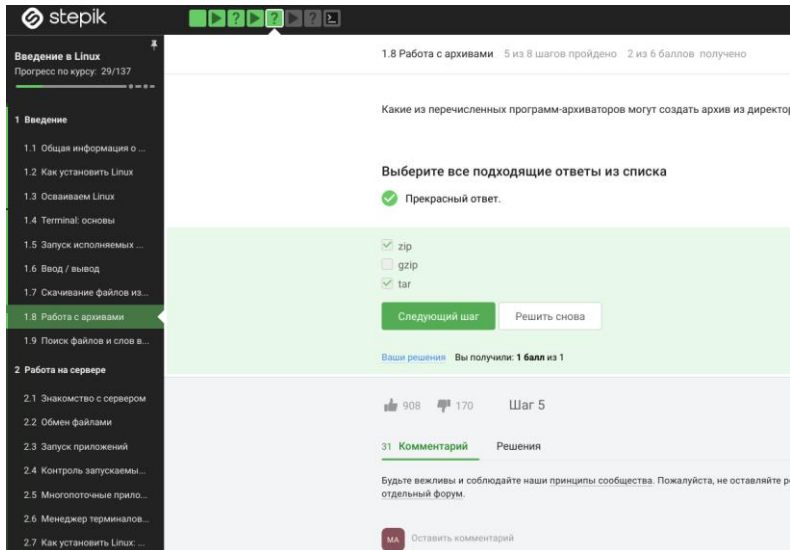 stepik
Введение в Linux
Прогресс по курсу: 29/137
1 Введение
1.1 Общая информация о ...
1.2 Как установить Linux
1.3 Осваиваем Linux
1.4 Terminal: основы
1.5 Запуск исполняемых ...
1.6 Ввод / вывод
1.7 Скачивание файлов из...
1.8 Работа с архивами
1.9 Поиск файлов и слов в...
2 Работа на сервере
2.1 Знакомство с сервером
2.2 Обмен файлами
2.3 Запуск приложений
2.4 Контроль запускаемы...
2.5 Многопоточные прило...
2.6 Менеджер терминалов...
2.7 Как установить Linux: ...
1.8 Работа с архивами 5 из 8 шагов пройдено 2 из 6 баллов получено
Какие из перечисленных программ-архиваторов могут создать архив из директор
Выберите все подходящие ответы из списка
Прекрасный ответ.
zip
gzip
tar
Следующий шаг Решить снова
Ваши решения Вы получили: 1 балл из 1
908 170 Шаг 5
31 Комментарий Решения
Будьте вежливы и соблюдайте наши принципы сообщества. Пожалуйста, не оставляйте р
отдельный форум.
MA Оставить комментарий